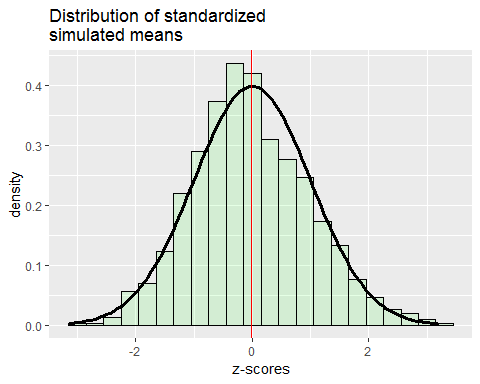 Distribution of standardized
simulated means
density
0.4
0.3
0.2
0.1
0.0
-2
0
2
z-scores